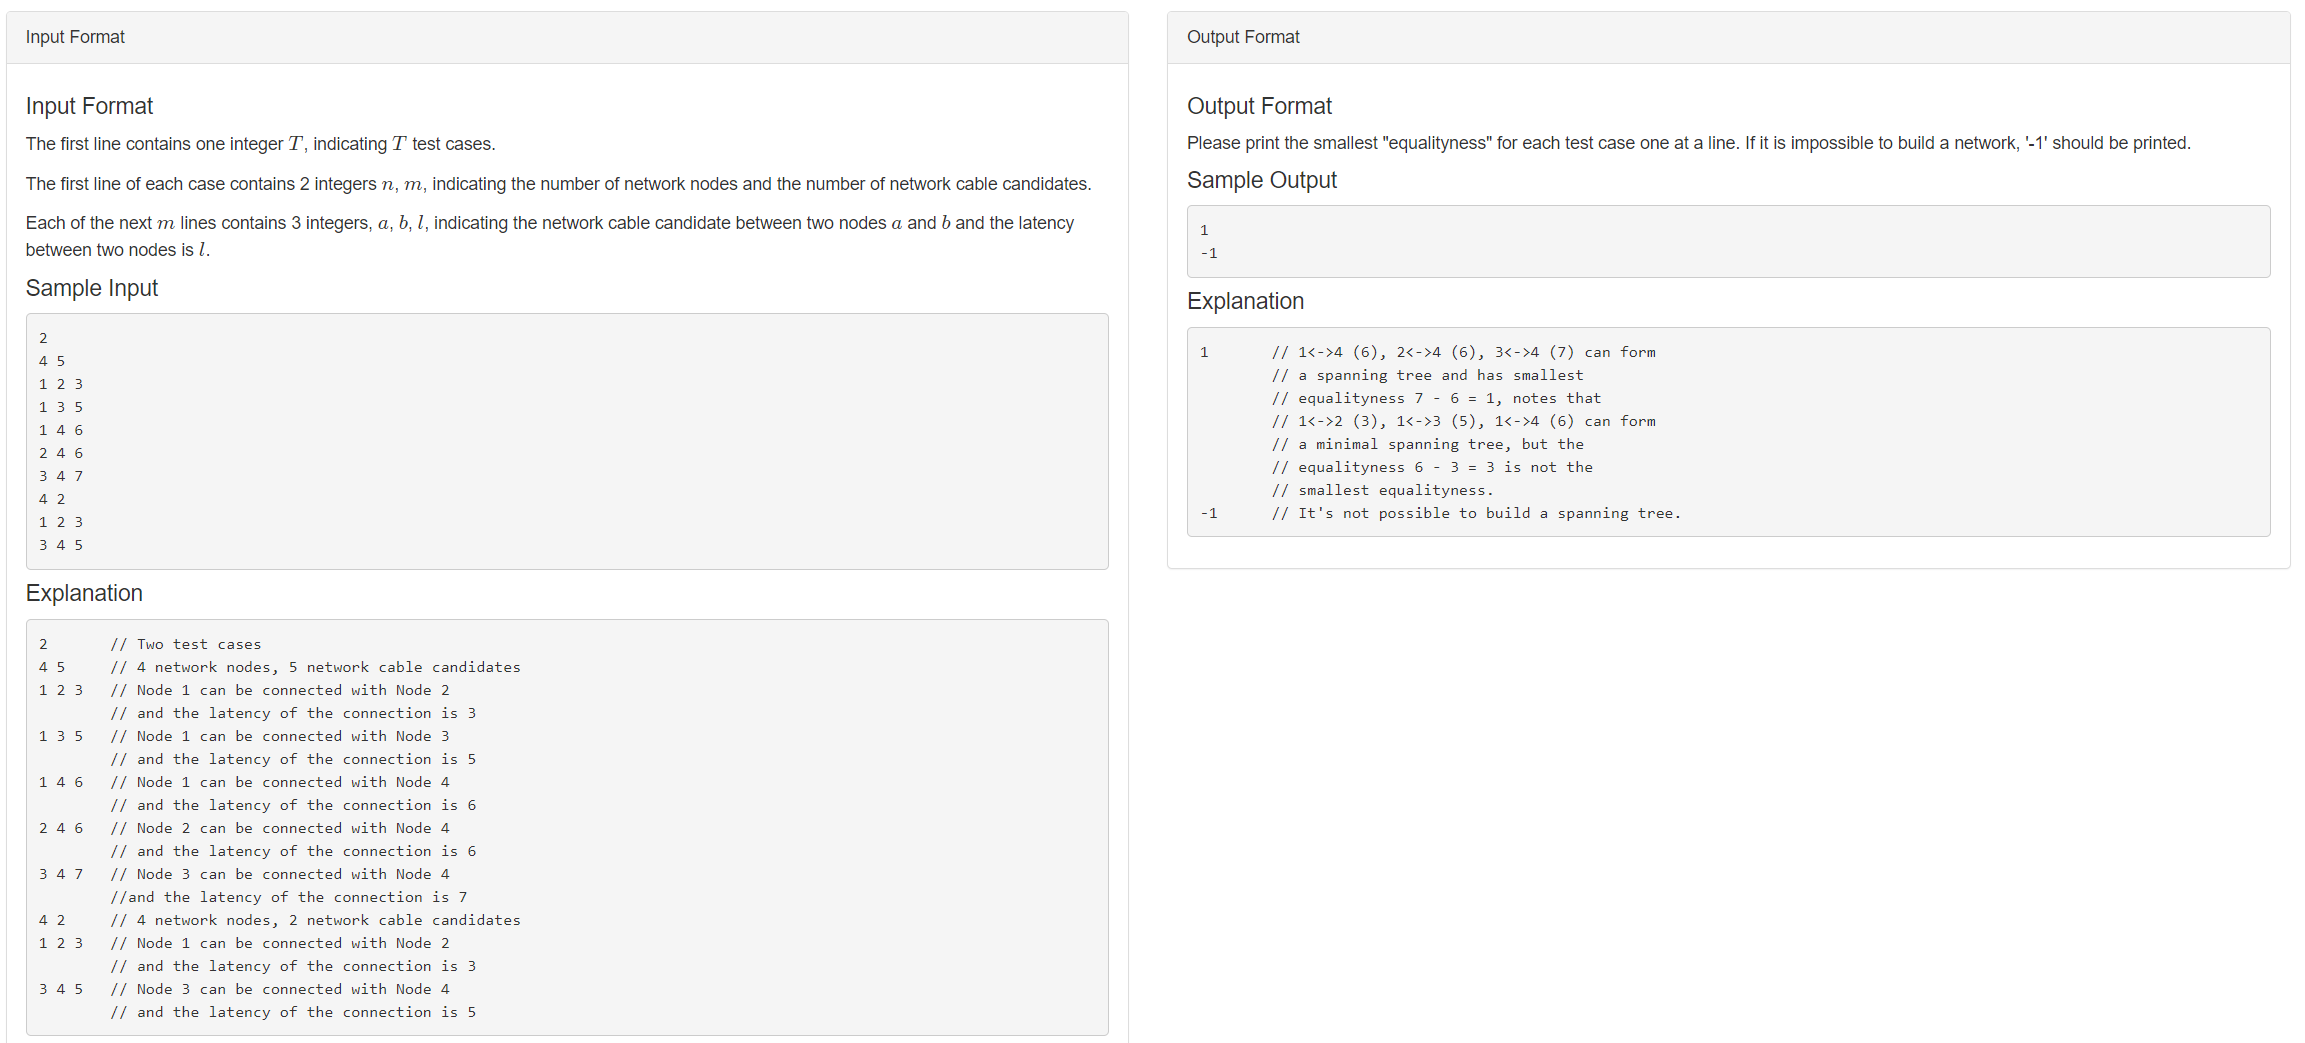 Input Format
Input Format
The first line contains one integer T, indicating T test cases.
The first line of each case contains 2 integers n, m, indicating the number of network nodes and the number of network cable candidates.
Each of the next m lines contains 3 integers, a, b, l, indicating the network cable candidate between two nodes a and b and the latency
between two nodes is l.
Sample Input
2
4 5
1 2 3
1 3 5
1 4 6
2 4 6
3 4 7
4 2
1 2 3
3 4 5
Explanation
2 // Two test cases
4 5 // 4 network nodes, 5 network cable candidates
1 2 3 // Node 1 can be connected with Node 2
// and the latency of the connection is 3
1 3 5 // Node 1 can be connected with Node 3
// and the latency of the connection is 5
1 4 6 // Node 1 can be connected with Node 4
// and the latency of the connection is 6
2 4 6 // Node 2 can be connected with Node 4
// and the latency of the connection is 6
3 4 7 // Node 3 can be connected with Node 4
//and the latency of the connection is 7
4 2 // 4 network nodes, 2 network cable candidates
1 2 3 // Node 1 can be connected with Node 2
// and the latency of the connection is 3
3 4 5 // Node 3 can be connected with Node 4
// and the latency of the connection is 5
Output Format
Output Format
Please print the smallest "equalityness" for each test case one at a line. If it is impossible to build a network, '-1' should be printed.
Sample Output
1
-1
Explanation
1 // 1<->4 (6), 2<->4 (6), 3<->4 (7) can form
// a spanning tree and has smallest
// equalityness 7 - 6 = 1, notes that
// 1<->2 (3), 1<->3 (5), 1<->4 (6) can form
// a minimal spanning tree, but the
// equalityness 6 - 3 = 3 is not the
// smallest equalityness.
-1 // It's not possible to build a spanning tree.